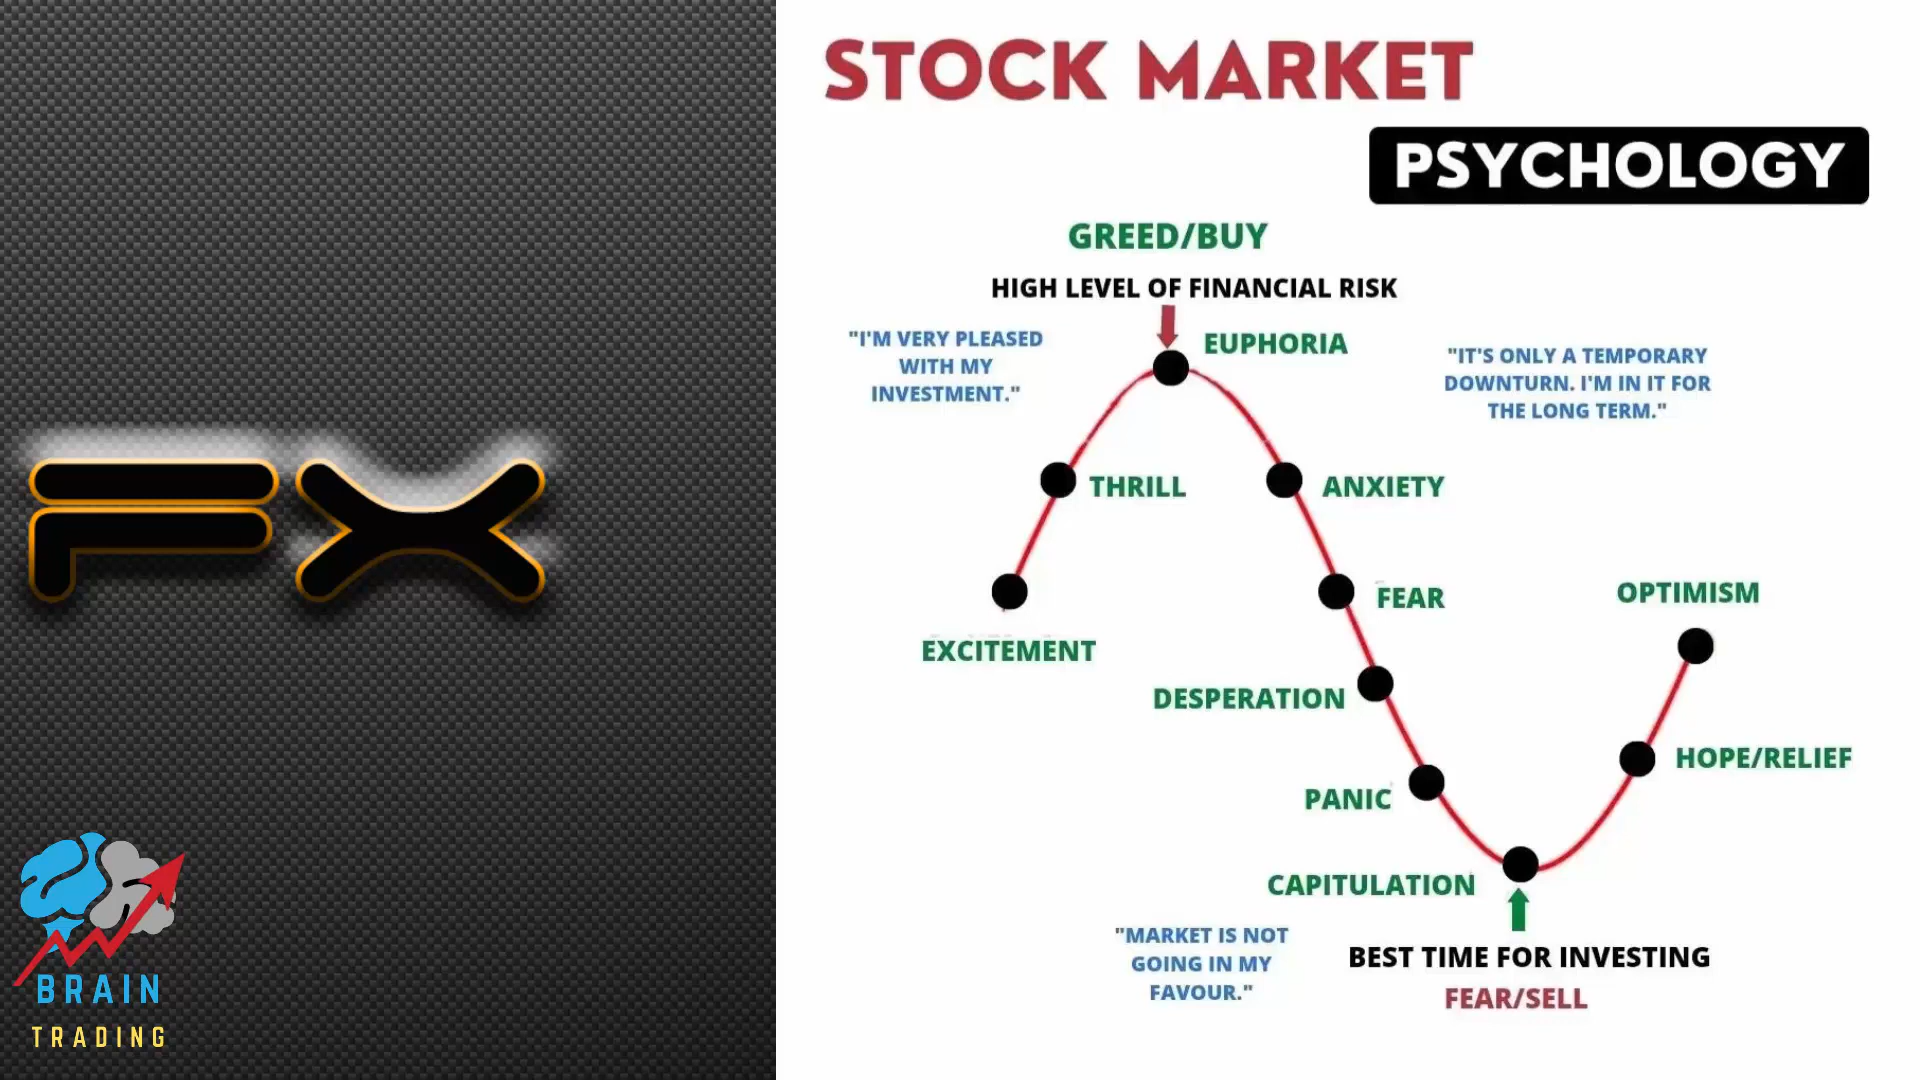 FX
BRAIN
TRADING
STOCK MARKET
PSYCHOLOGY
GREED/BUY
HIGH LEVEL OF FINANCIAL RISK
"I'M VERY PLEASED
WITH MY
INVESTMENT."
EUPHORIA
"IT'S ONLY A TEMPORARY
DOWNTURN. I'M IN IT FOR
THE LONG TERM."
THRILL
ANXIETY
EXCITEMENT
FEAR
OPTIMISM
DESPERATION
HOPE/RELIEF
PANIC
CAPITULATION
"MARKET IS NOT
GOING IN MY
FAVOUR."
BEST TIME FOR INVESTING
FEAR/SELL